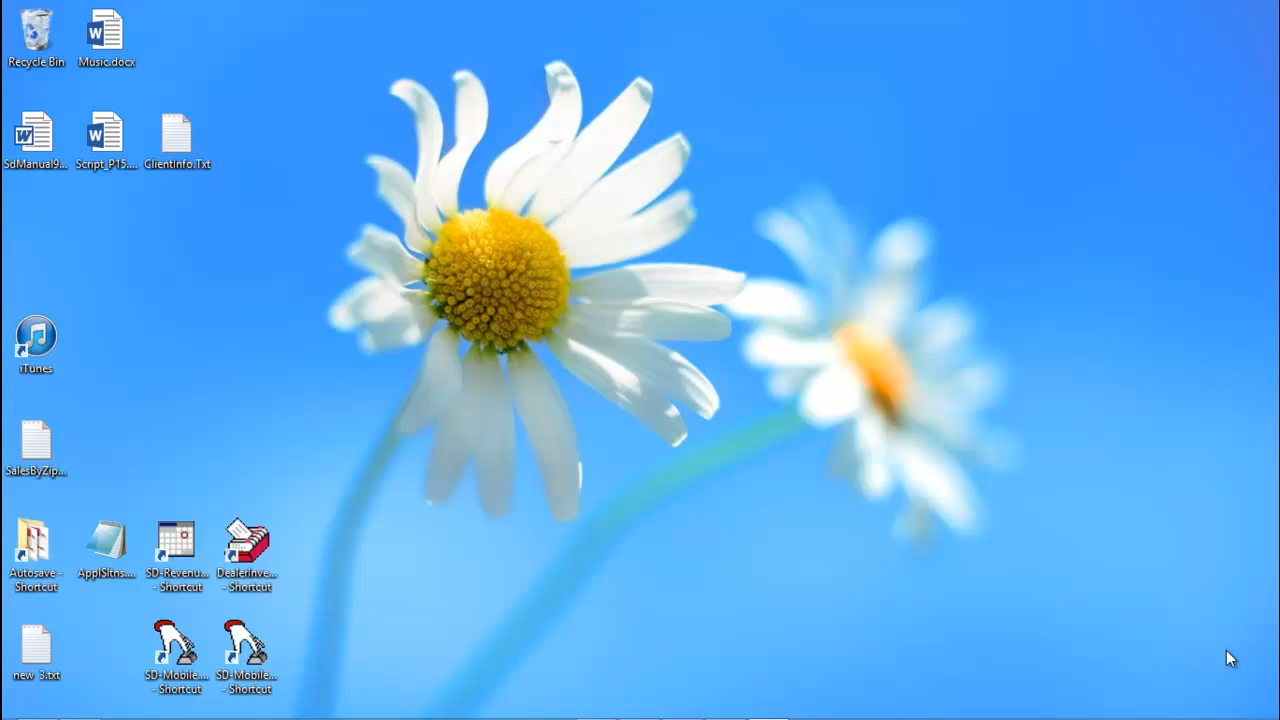 Recycle Bin
Music.docx
SdManual9...
Script_P15....
ClientInfo.Txt
iTunes
SalesByZip...
Autosave -
Shortcut
ApplSltns....
SD-Revenu...
- Shortcut
DealerInve...
- Shortcut
new 3.txt
SD-Mobile....
- Shortcut
SD-Mobile...
- Shortcut